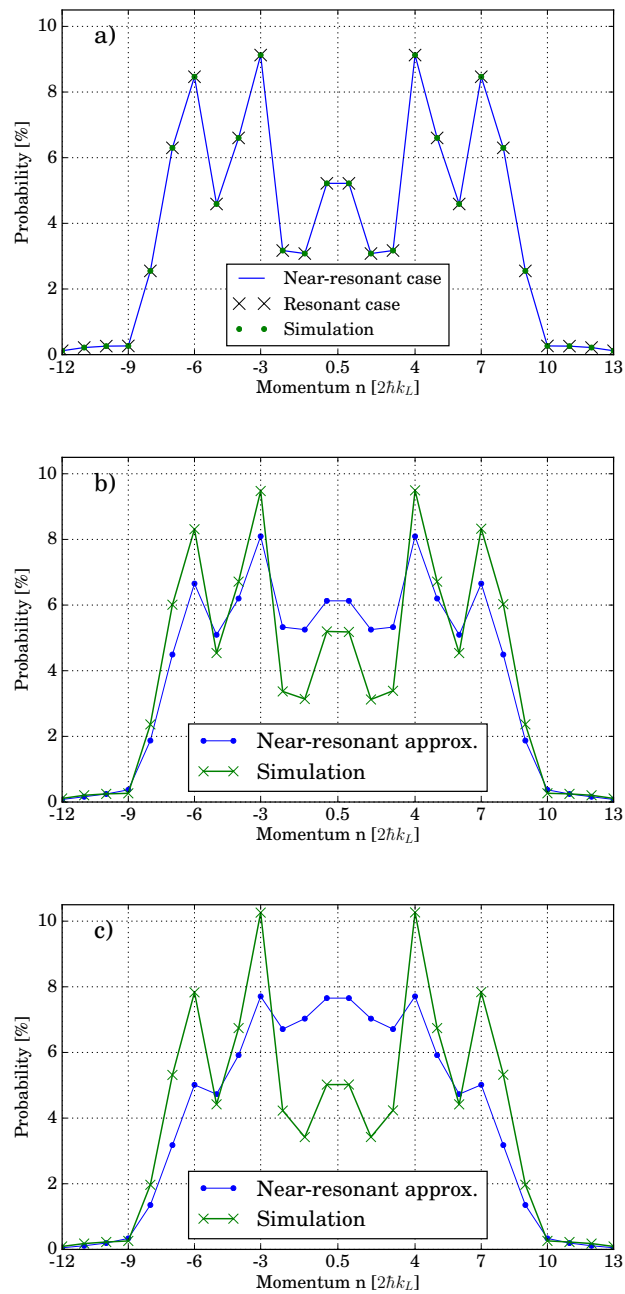 a)
Probability [%]
10
8
6
4
2
0
Near-resonant case
Resonant case
Simulation
-12 -9 -6 -3 0.5 4 7 10 13
Momentum n [2ℏk_L]
b)
Probability [%]
10
8
6
4
2
0
Near-resonant approx.
Simulation
-12 -9 -6 -3 0.5 4 7 10 13
Momentum n [2ℏk_L]
c)
Probability [%]
10
8
6
4
2
0
Near-resonant approx.
Simulation
-12 -9 -6 -3 0.5 4 7 10 13
Momentum n [2ℏk_L]